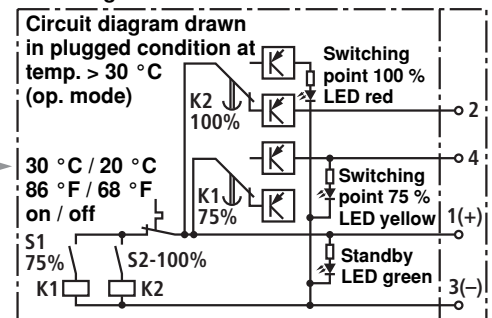 Circuit diagram drawn
in plugged condition at
temp. > 30 °C
(op. mode)
Switching
point 100 %
LED red
K2
100%
2
4
30 °C / 20 °C
86 °F / 68 °F
on / off
K1
75%
Switching
point 75 %
LED yellow
1(+)
S1
75%
S2-100%
Standby
LED green
K1
K2
3(−)